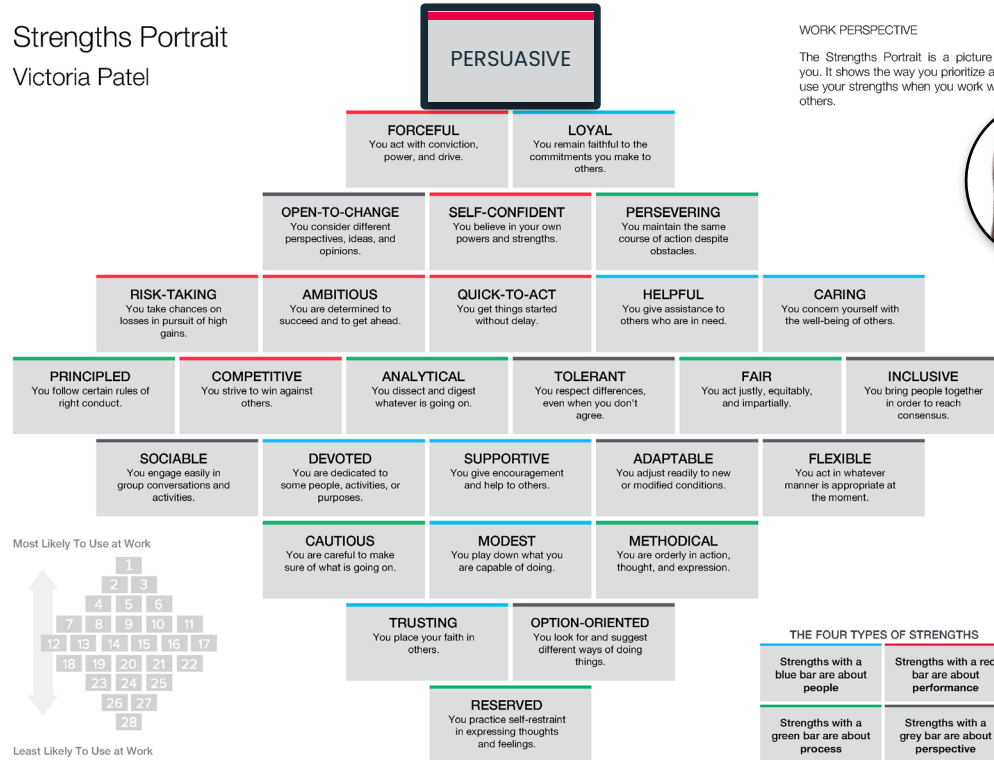 Strengths Portrait
Victoria Patel
PERSUASIVE
WORK PERSPECTIVE
The Strengths Portrait is a picture
you. It shows the way you prioritize a
use your strengths when you work w
others.
FORCEFUL
You act with conviction,
power, and drive.
LOYAL
You remain faithful to the
commitments you make to
others.
OPEN-TO-CHANGE
You consider different
perspectives, ideas, and
opinions.
SELF-CONFIDENT
You believe in your own
powers and strengths.
PERSEVERING
You maintain the same
course of action despite
obstacles.
RISK-TAKING
You take chances on
losses in pursuit of high
gains.
AMBITIOUS
You are determined to
succeed and to get ahead.
QUICK-TO-ACT
You get things started
without delay.
HELPFUL
You give assistance to
others who are in need.
CARING
You concern yourself with
the well-being of others.
PRINCIPLED
You follow certain rules of
right conduct.
COMPETITIVE
You strive to win against
others.
ANALYTICAL
You dissect and digest
whatever is going on.
TOLERANT
You respect differences,
even when you don't
agree.
FAIR
You act justly, equitably,
and impartially.
INCLUSIVE
You bring people together
in order to reach
consensus.
SOCIABLE
You engage easily in
group conversations and
activities.
DEVOTED
You are dedicated to
some people, activities, or
purposes.
SUPPORTIVE
You give encouragement
and help to others.
ADAPTABLE
You adjust readily to new
or modified conditions.
FLEXIBLE
You act in whatever
manner is appropriate at
the moment.
CAUTIOUS
You are careful to make
sure of what is going on.
MODEST
You play down what you
are capable of doing.
METHODICAL
You are orderly in action,
thought, and expression.
TRUSTING
You place your faith in
others.
OPTION-ORIENTED
You look for and suggest
different ways of doing
things.
RESERVED
You practice self-restraint
in expressing thoughts
and feelings.
Most Likely To Use at Work
1
2 3
4 5 6
7 8 9 10 11
12 13 14 15 16 17
18 19 20 21 22
23 24 25
26 27
28
Least Likely To Use at Work
THE FOUR TYPES OF STRENGTHS
Strengths with a
blue bar are about
people
Strengths with a red
bar are about
performance
Strengths with a
green bar are about
process
Strengths with a
grey bar are about
perspective